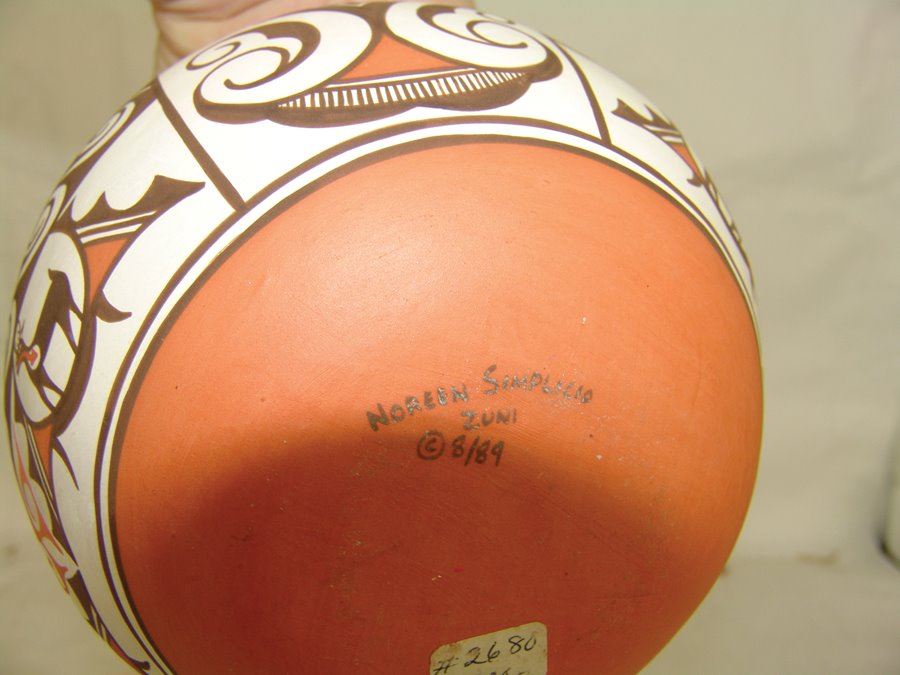 NOREEN SIMPLICIO
ZUNI
© 8/89
# 2680